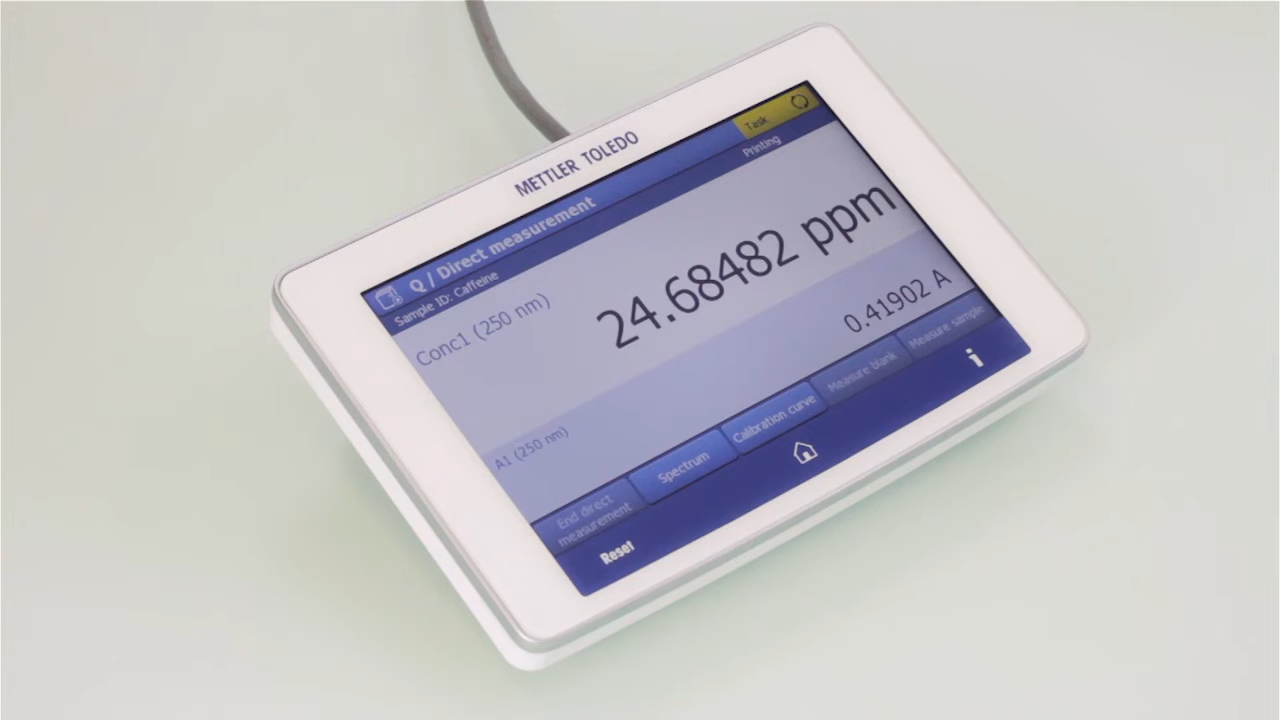 METTLER TOLEDO
Task
Q / Direct measurement
Printing
Sample ID: Caffeine
Conc1 (250 nm)
24.68482 ppm
A1 (250 nm)
0.41902 A
End direct
measurement
Spectrum
Calibration curve
Measure blank
Measure sample
Reset
i